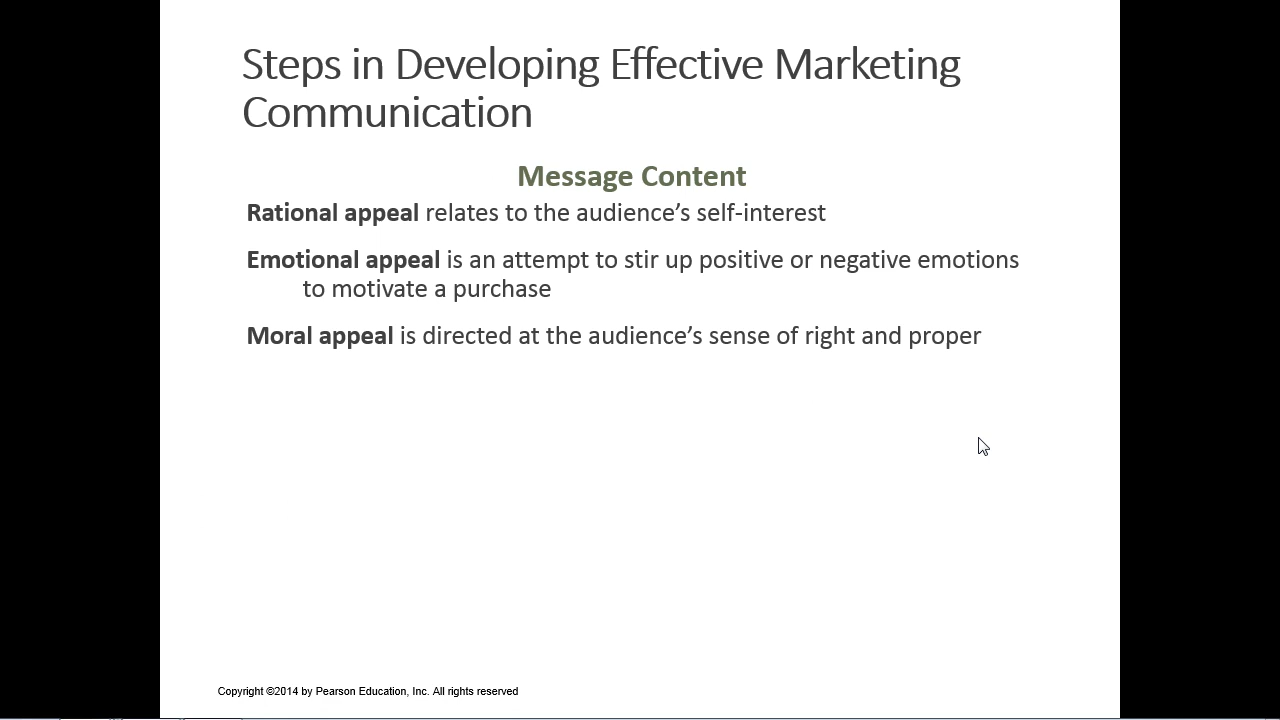 Steps in Developing Effective Marketing
Communication
Message Content
Rational appeal relates to the audience’s self-interest
Emotional appeal is an attempt to stir up positive or negative emotions
to motivate a purchase
Moral appeal is directed at the audience’s sense of right and proper
Copyright ©2014 by Pearson Education, Inc. All rights reserved